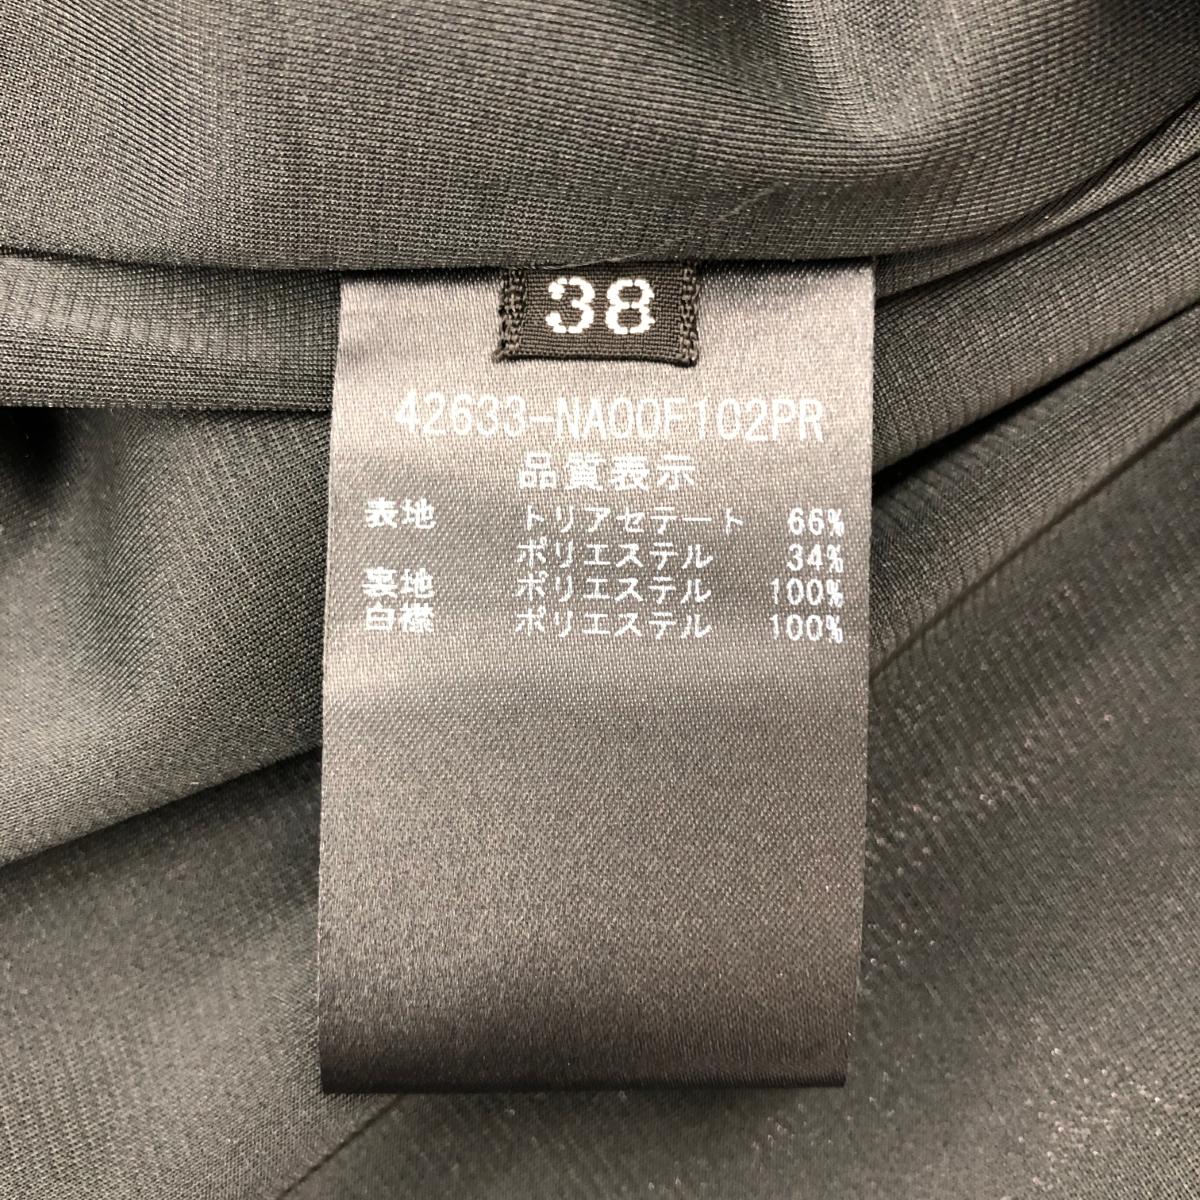 38
42633-NA00F102PR
品質表示
表地 トリアセテート 66%
ポリエステル 34%
裏地 ポリエステル 100%
白襟 ポリエステル 100%